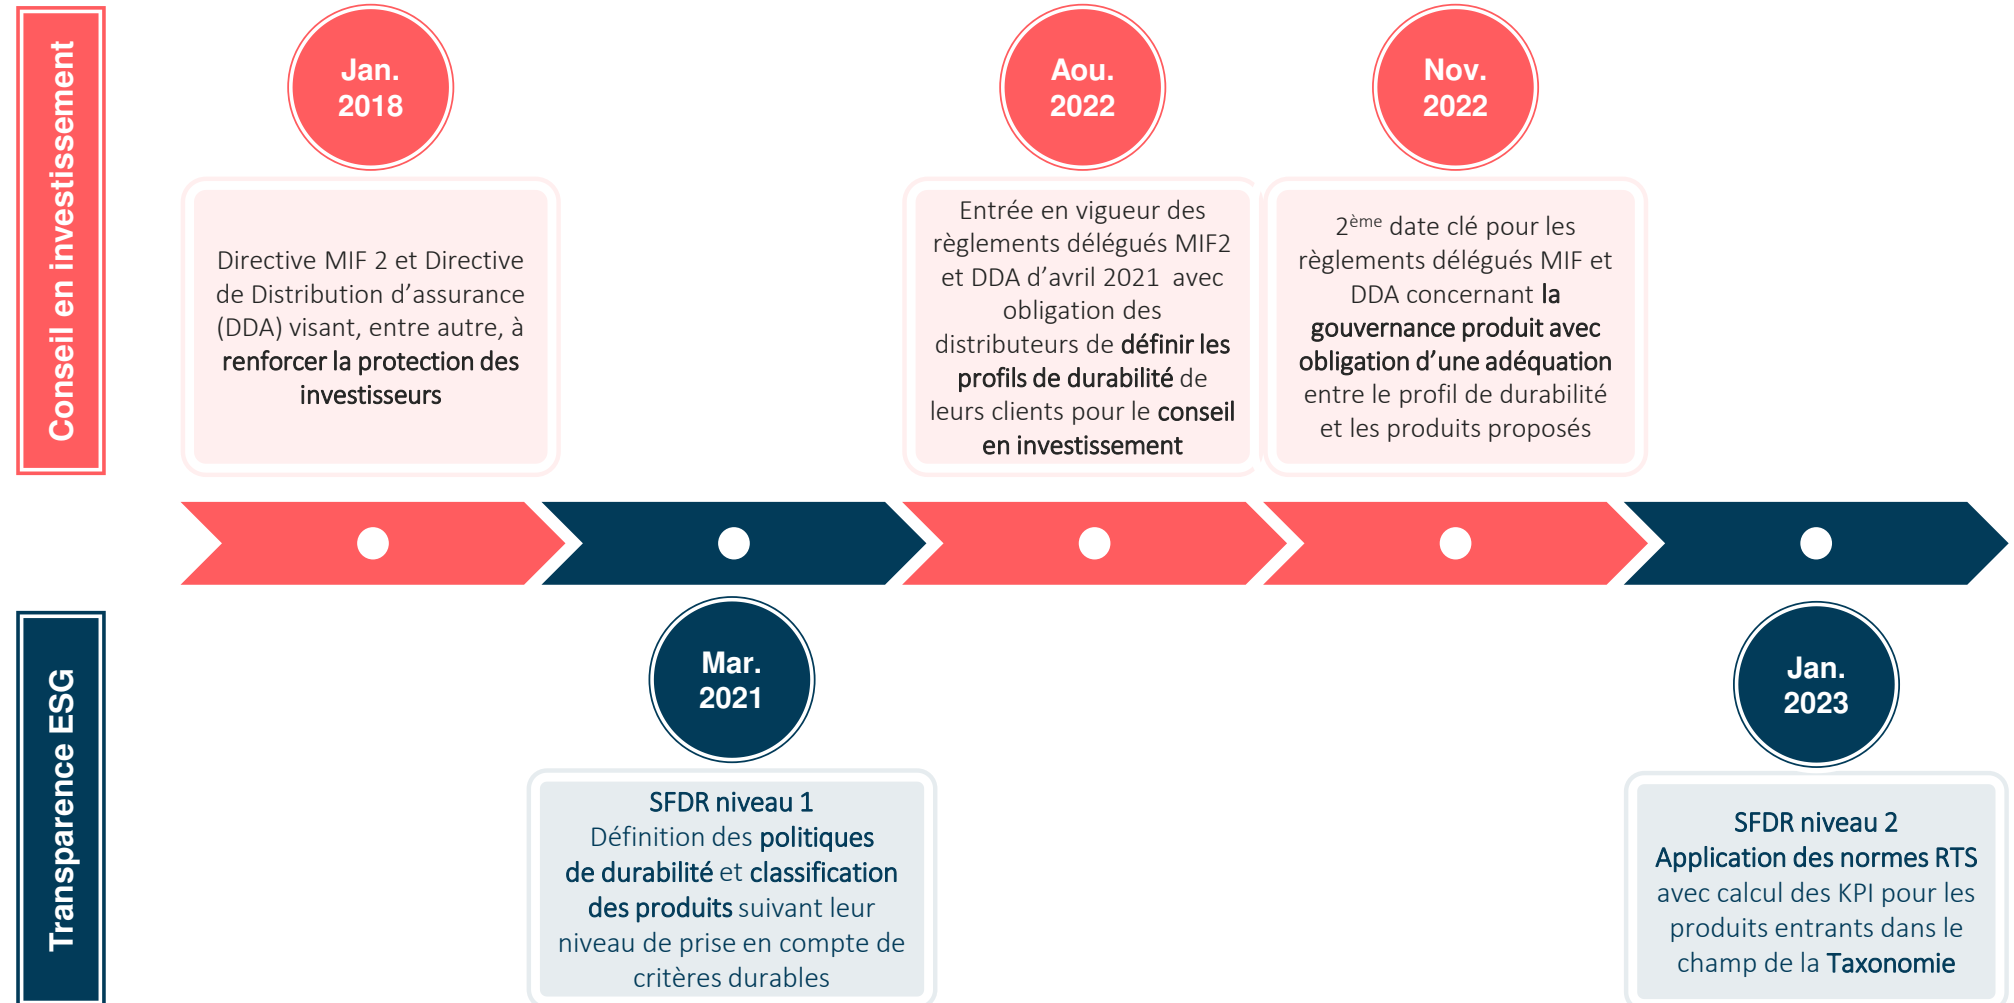 Conseil en investissement
Jan.
2018
Directive MIF 2 et Directive
de Distribution d’assurance
(DDA) visant, entre autre, à
renforcer la protection des
investisseurs
Aou.
2022
Entrée en vigueur des
règlements délégués MIF2
et DDA d’avril 2021 avec
obligation des
distributeurs de définir les
profils de durabilité de
leurs clients pour le conseil
en investissement
Nov.
2022
2ème date clé pour les
règlements délégués MIF et
DDA concernant la
gouvernance produit avec
obligation d’une adéquation
entre le profil de durabilité
et les produits proposés
Transparence ESG
Mar.
2021
SFDR niveau 1
Définition des politiques
de durabilité et classification
des produits suivant leur
niveau de prise en compte de
critères durables
Jan.
2023
SFDR niveau 2
Application des normes RTS
avec calcul des KPI pour les
produits entrants dans le
champ de la Taxonomie